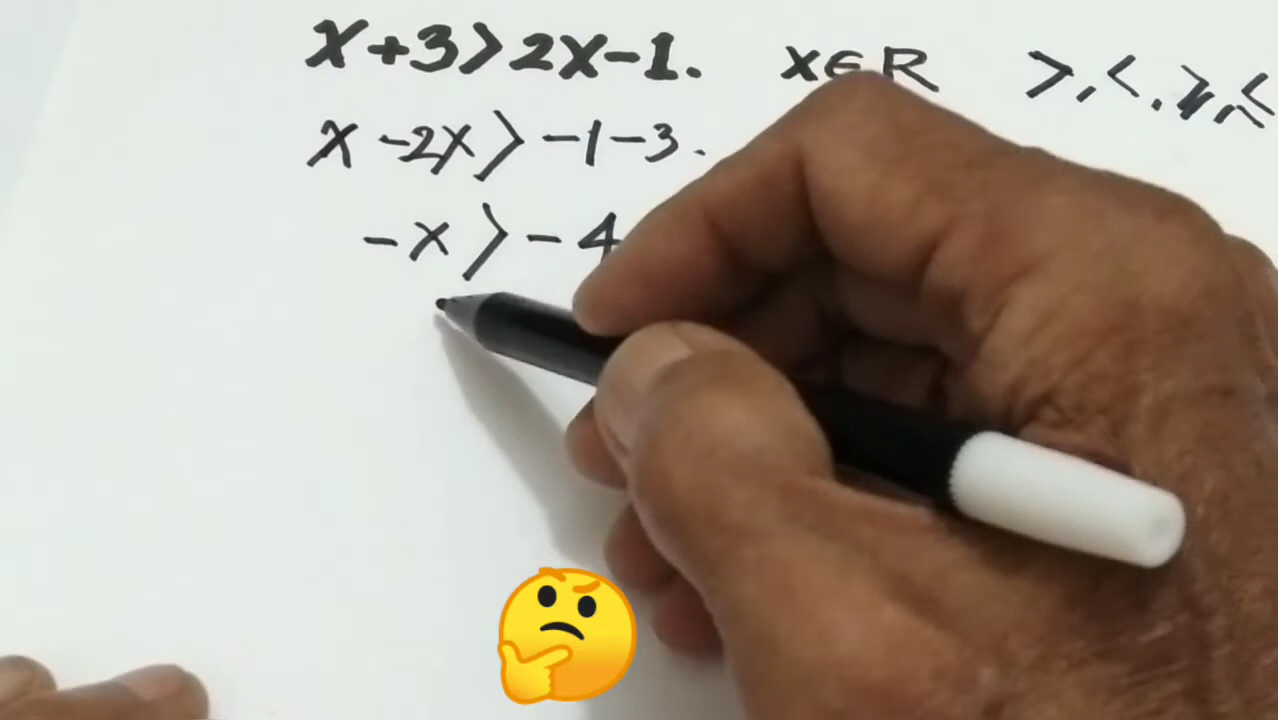 x+3>2x-1. x∈R >,<.≥,≤
x-2x>-1-3.
-x>-4